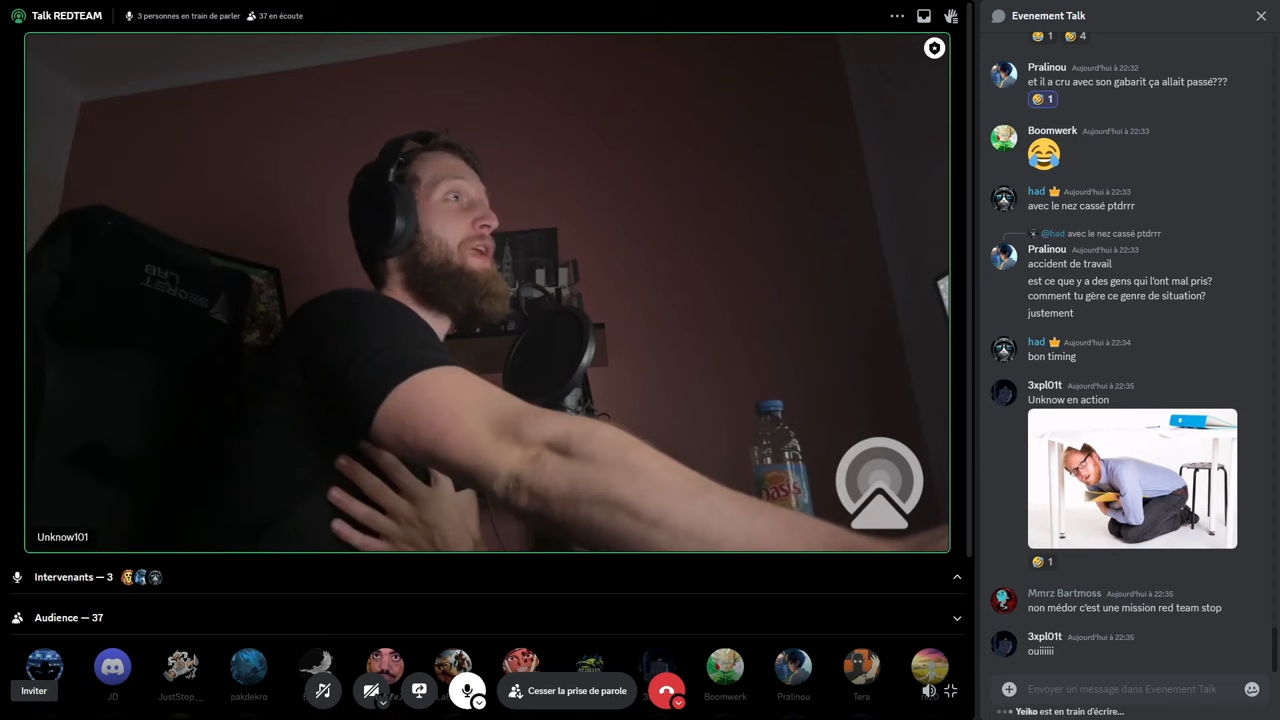 Talk REDTEAM
3 personnes en train de parler
37 en écoute
Evenement Talk
1
4
Pralinou Aujourd'hui à 22:32
et il a cru avec son gabarit ça allait passé???
1
Boomwerk Aujourd'hui à 22:33
had Aujourd'hui à 22:33
avec le nez cassé ptdrrr
@had avec le nez cassé ptdrrr
Pralinou Aujourd'hui à 22:33
accident de travail
est ce que y a des gens qui l'ont mal pris?
comment tu gère ce genre de situation?
justement
had Aujourd'hui à 22:34
bon timing
3xpl01t Aujourd'hui à 22:35
Unknow en action
1
Mmrz Bartmoss Aujourd'hui à 22:35
non médor c'est une mission red team stop
3xpl01t Aujourd'hui à 22:35
ouiiiiii
Envoyer un message dans Evenement Talk
Yeiko est en train d'écrire...
Oasis
Unknow101
Intervenants — 3
Audience — 37
Inviter
Cesser la prise de parole
JD
JustStop__
pakdekro
Boomwerk
Pralinou
Tera